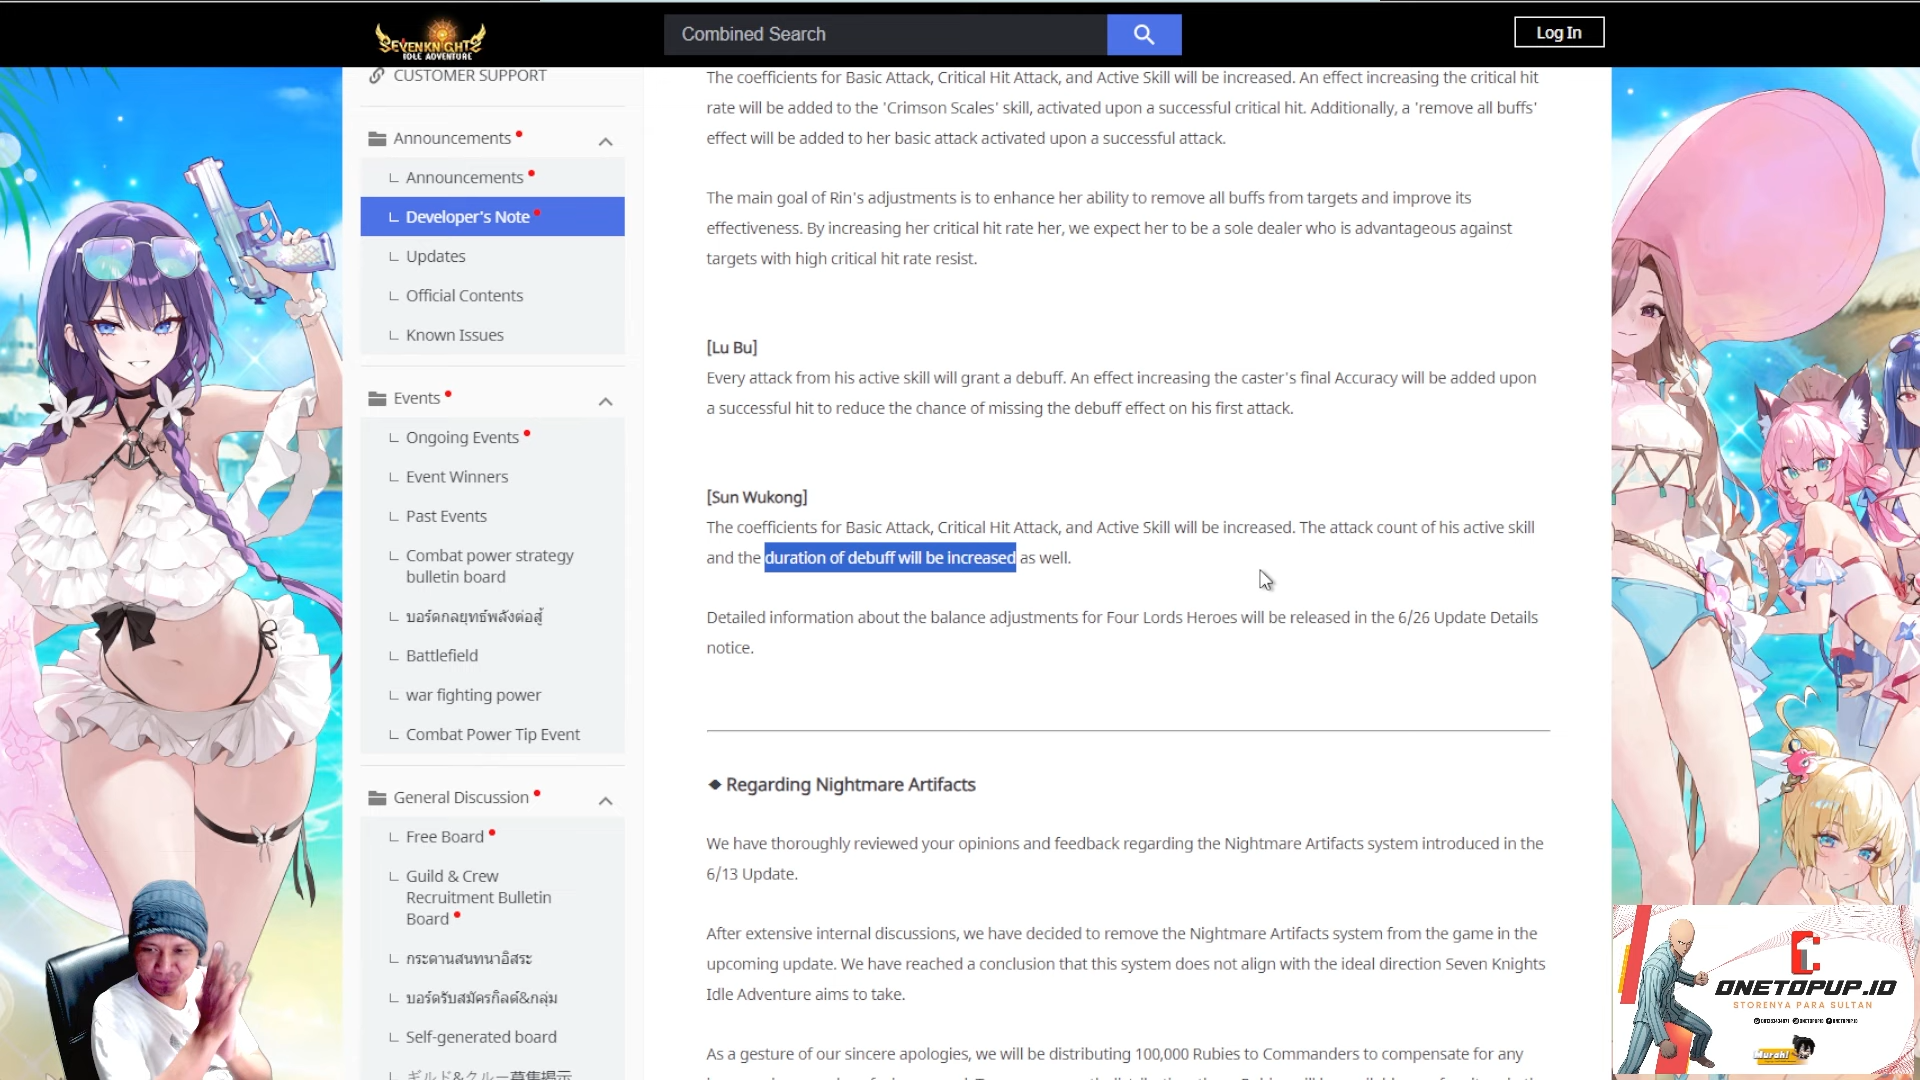 SEVEN KNIGHTS
IDLE ADVENTURE
Combined Search
Log In
CUSTOMER SUPPORT
Announcements
Announcements
Developer's Note
Updates
Official Contents
Known Issues
Events
Ongoing Events
Event Winners
Past Events
Combat power strategy
bulletin board
บอร์ดกลยุทธ์พลังต่อสู้
Battlefield
war fighting power
Combat Power Tip Event
General Discussion
Free Board
Guild & Crew
Recruitment Bulletin
Board
กระดานสนทนาอิสระ
บอร์ดรับสมัครกิลด์&กลุ่ม
Self-generated board
ギルド&クルー募集掲示
The coefficients for Basic Attack, Critical Hit Attack, and Active Skill will be increased. An effect increasing the critical hit
rate will be added to the 'Crimson Scales' skill, activated upon a successful critical hit. Additionally, a 'remove all buffs'
effect will be added to her basic attack activated upon a successful attack.
The main goal of Rin's adjustments is to enhance her ability to remove all buffs from targets and improve its
effectiveness. By increasing her critical hit rate her, we expect her to be a sole dealer who is advantageous against
targets with high critical hit rate resist.
[Lu Bu]
Every attack from his active skill will grant a debuff. An effect increasing the caster's final Accuracy will be added upon
a successful hit to reduce the chance of missing the debuff effect on his first attack.
[Sun Wukong]
The coefficients for Basic Attack, Critical Hit Attack, and Active Skill will be increased. The attack count of his active skill
and the duration of debuff will be increased as well.
Detailed information about the balance adjustments for Four Lords Heroes will be released in the 6/26 Update Details
notice.
◆ Regarding Nightmare Artifacts
We have thoroughly reviewed your opinions and feedback regarding the Nightmare Artifacts system introduced in the
6/13 Update.
After extensive internal discussions, we have decided to remove the Nightmare Artifacts system from the game in the
upcoming update. We have reached a conclusion that this system does not align with the ideal direction Seven Knights
Idle Adventure aims to take.
As a gesture of our sincere apologies, we will be distributing 100,000 Rubies to Commanders to compensate for any
ONETOPUP.ID
STORENYA PARA SULTAN
Murah!